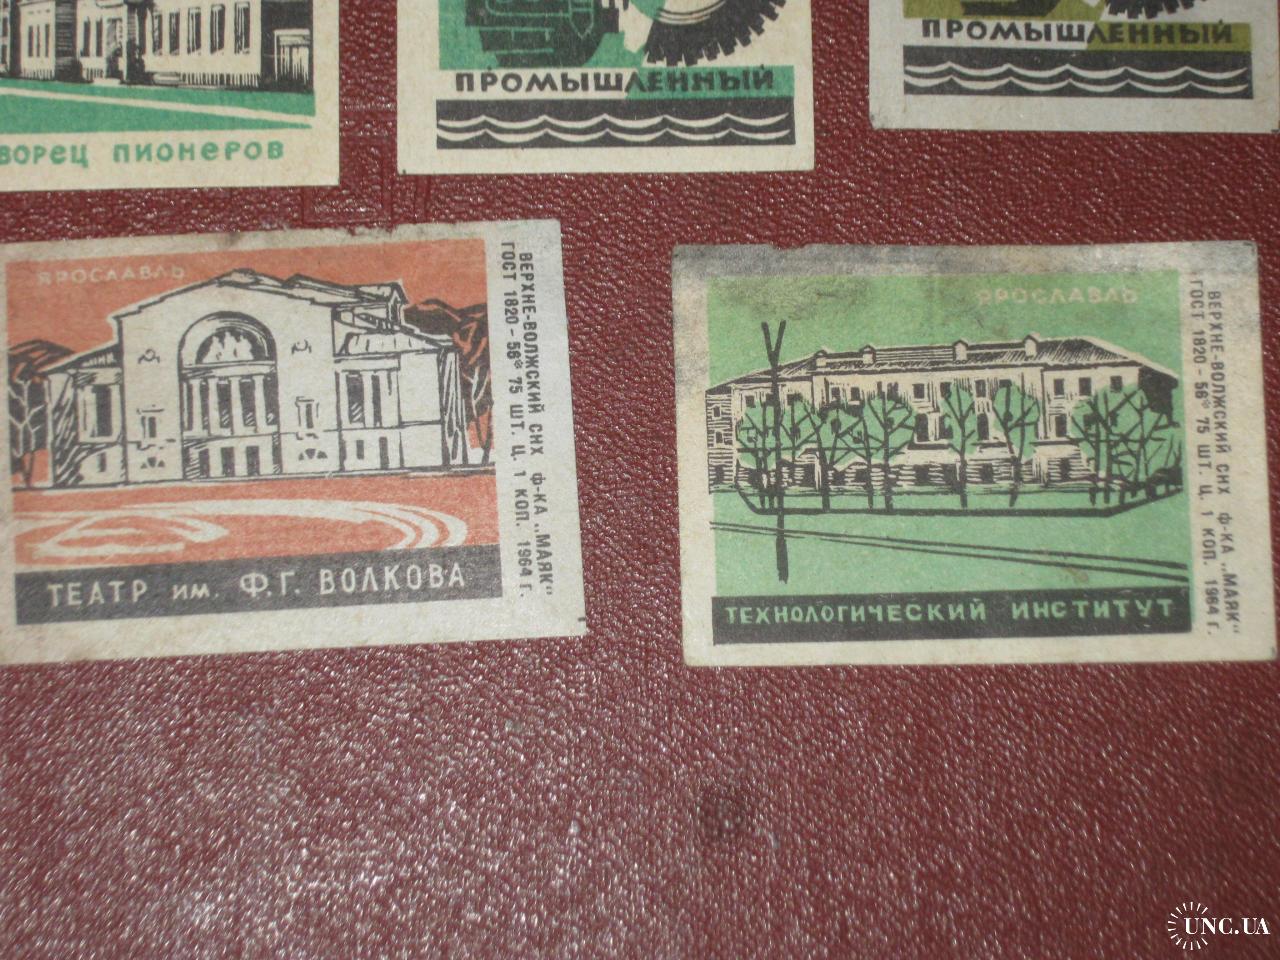 ПРОМЫШЛЕННЫЙ
ПРОМЫШЛЕННЫЙ
ВОРЕЦ ПИОНЕРОВ
ЯРОСЛАВЛЬ
ТЕАТР им. Ф.Г. ВОЛКОВА
ВЕРХНЕ-ВОЛЖСКИЙ СНХ ф-КА „МАЯК“
ГОСТ 1820-56 75 ШТ. Ц. 1 КОП. 1964 г.
ЯРОСЛАВЛЬ
ТЕХНОЛОГИЧЕСКИЙ ИНСТИТУТ
ВЕРХНЕ-ВОЛЖСКИЙ СНХ ф-КА „МАЯК“
ГОСТ 1820-56 75 ШТ. Ц. 1 КОП. 1964 г.
UNC.UA